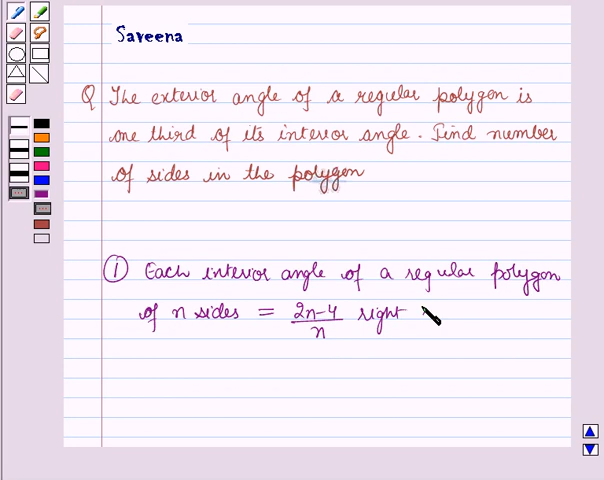 Saveena
Q The exterior angle of a regular polygon is
one third of its interior angle. Find number
of sides in the polygon
① Each interior angle of a regular polygon
of n sides = \frac{2n-4}{n} right